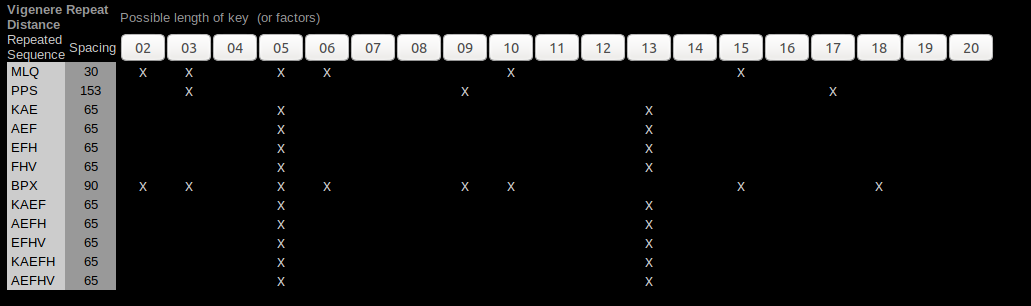 Vigenere Repeat Distance
Possible length of key (or factors)
Repeated Sequence Spacing 02 03 04 05 06 07 08 09 10 11 12 13 14 15 16 17 18 19 20
MLQ 30 X X X X X X
PPS 153 X X X
KAE 65 X X
AEF 65 X X
EFH 65 X X
FHV 65 X X
BPX 90 X X X X X X X X
KAEF 65 X X
AEFH 65 X X
EFHV 65 X X
KAEFH 65 X X
AEFHV 65 X X